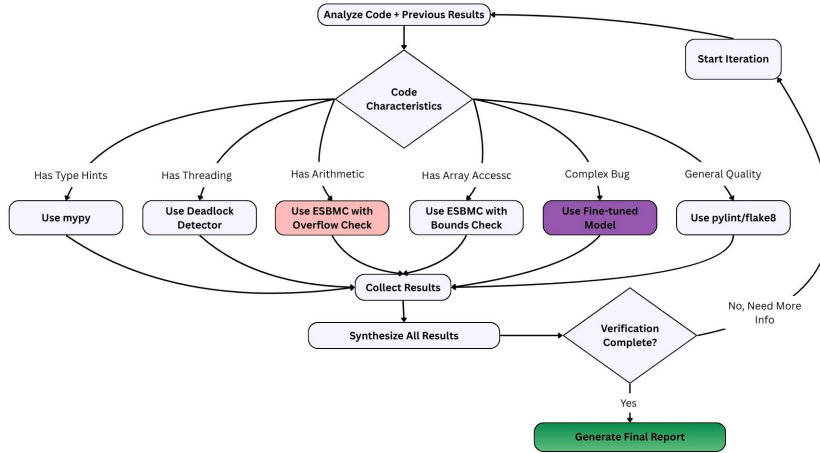 Analyze Code + Previous Results
Start Iteration
Code
Characteristics
Has Type Hints
Has Threading
Has Arithmetic
Has Array Accessc
Complex Bug
General Quality
Use mypy
Use Deadlock
Detector
Use ESBMC with
Overflow Check
Use ESBMC with
Bounds Check
Use Fine-tuned
Model
Use pylint/flake8
Collect Results
Synthesize All Results
Verification
Complete?
No, Need More
Info
Yes
Generate Final Report